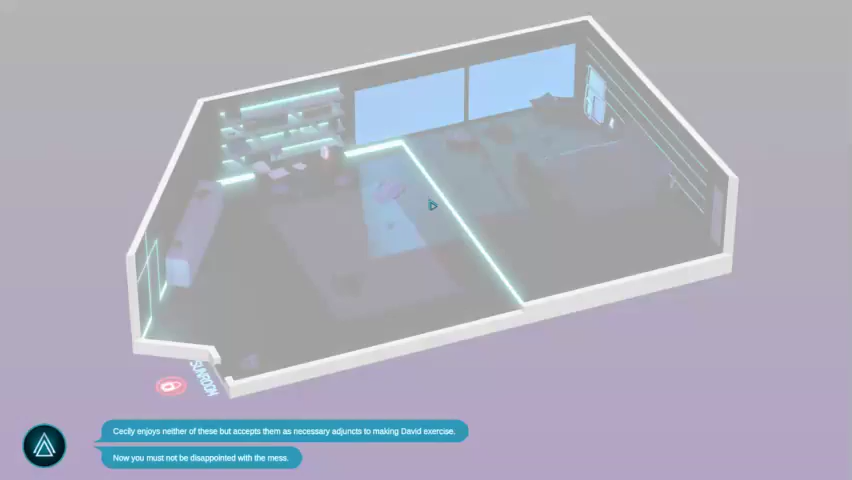 SUNROOM
Cecily enjoys neither of these but accepts them as necessary adjuncts to making David exercise.
Now you must not be disappointed with the mess.